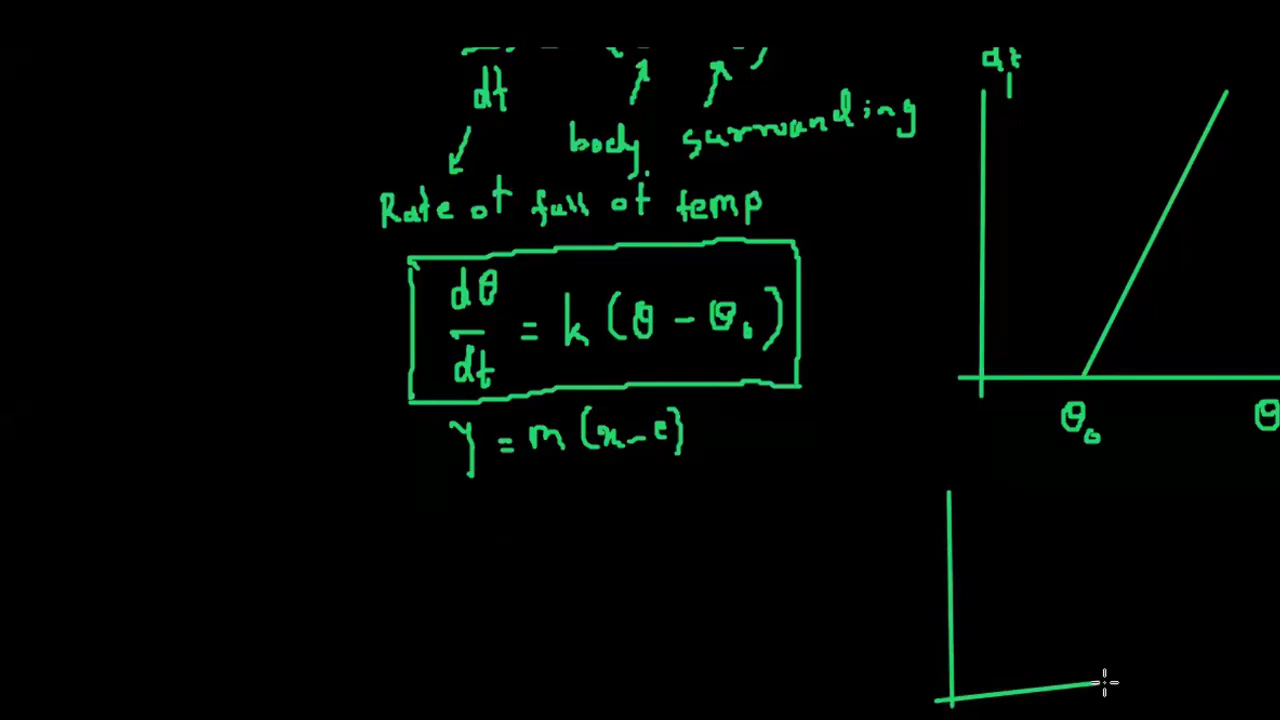 dt
body surrounding
Rate of fall of temp
dθ
dt
= k (θ - θ₀)
y = m(x - c)
dt
θ₀
θ